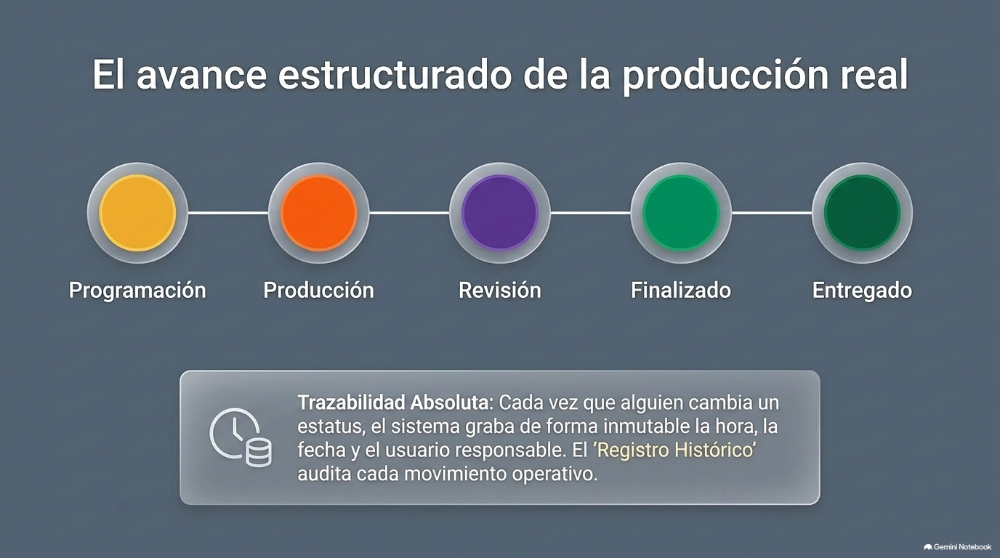 El avance estructurado de la producción real
Programación
Producción
Revisión
Finalizado
Entregado
Trazabilidad Absoluta: Cada vez que alguien cambia un
estatus, el sistema graba de forma inmutable la hora, la
fecha y el usuario responsable. El ‘Registro Histórico’
audita cada movimiento operativo.
Gemini Notebook